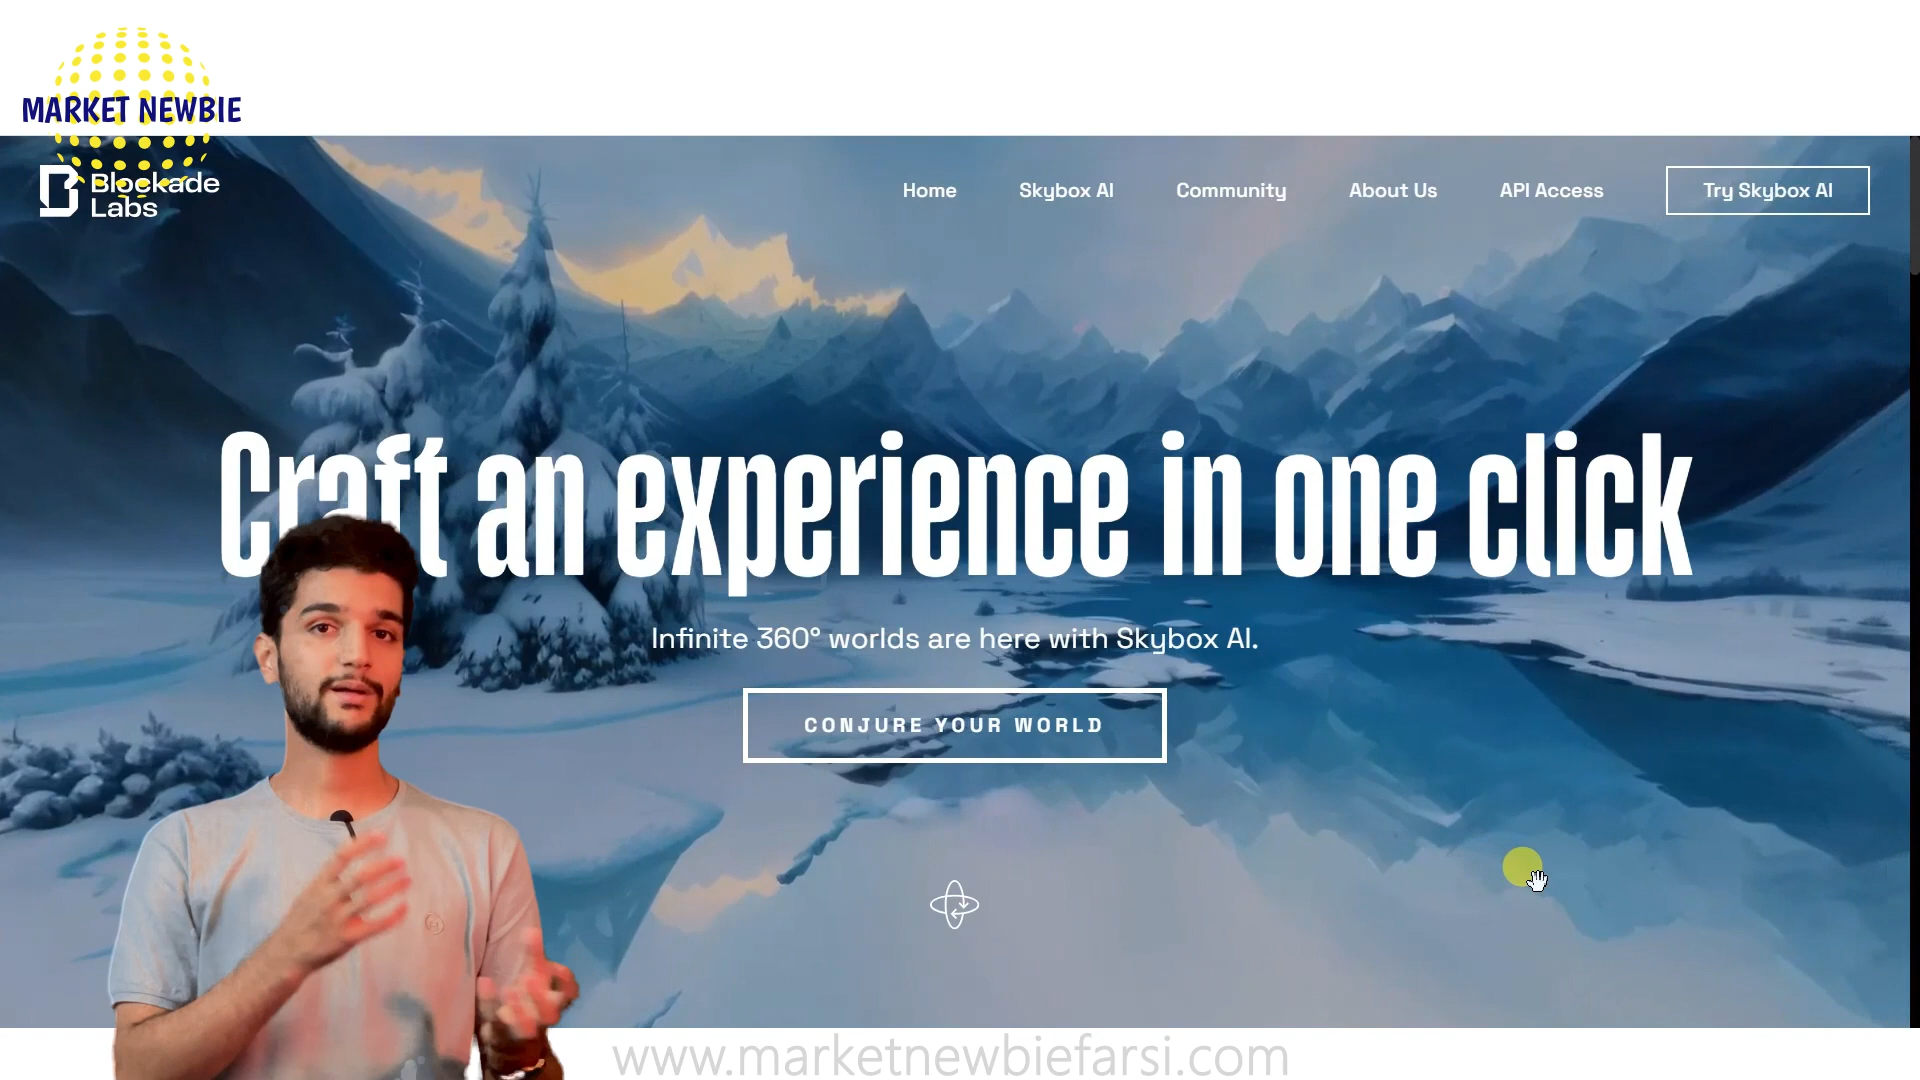 MARKET NEWBIE
Blockade
Labs
Home
Skybox AI
Community
About Us
API Access
Try Skybox AI
Craft an experience in one click
Infinite 360° worlds are here with Skybox AI.
CONJURE YOUR WORLD
www.marketnewbiefarsi.com